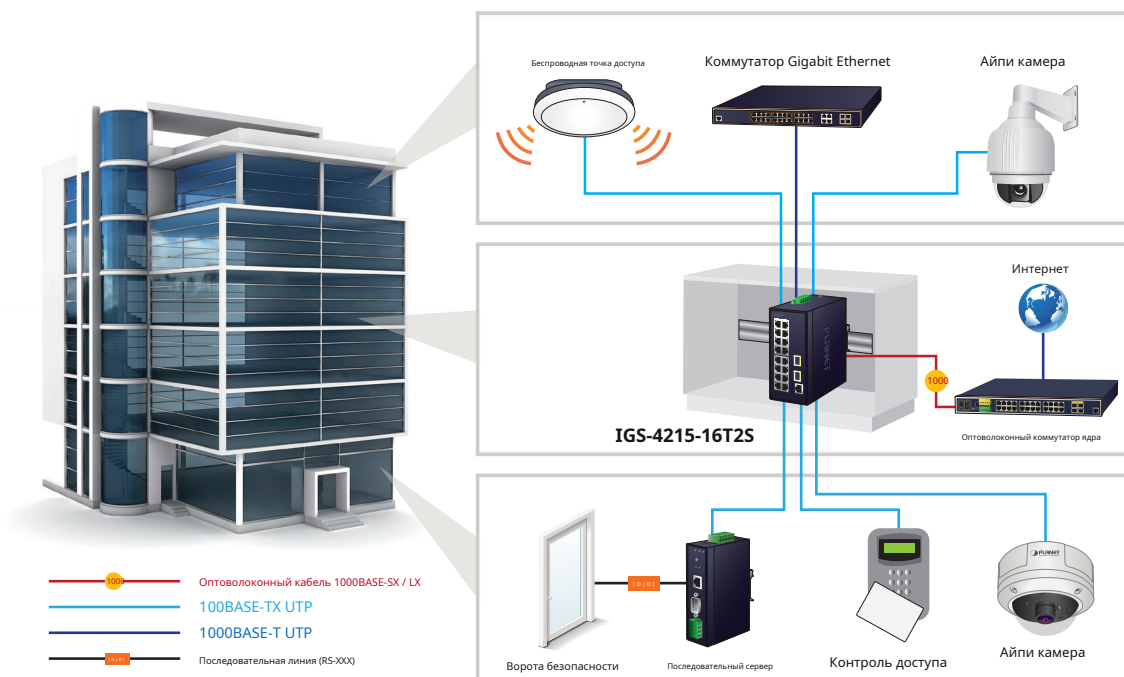 Беспроводная точка доступа
Коммутатор Gigabit Ethernet
Айпи камера
Интернет
PLANET
1000
IGS-4215-16T2S
Оптоволоконный коммутатор ядра
1000
Оптоволоконный кабель 1000BASE-SX / LX
100BASE-TX UTP
1000BASE-T UTP
|O|O|
Последовательная линия (RS-XXX)
|O|O|
PLANET
Ворота безопасности
Последовательный сервер
Контроль доступа
Айпи камера